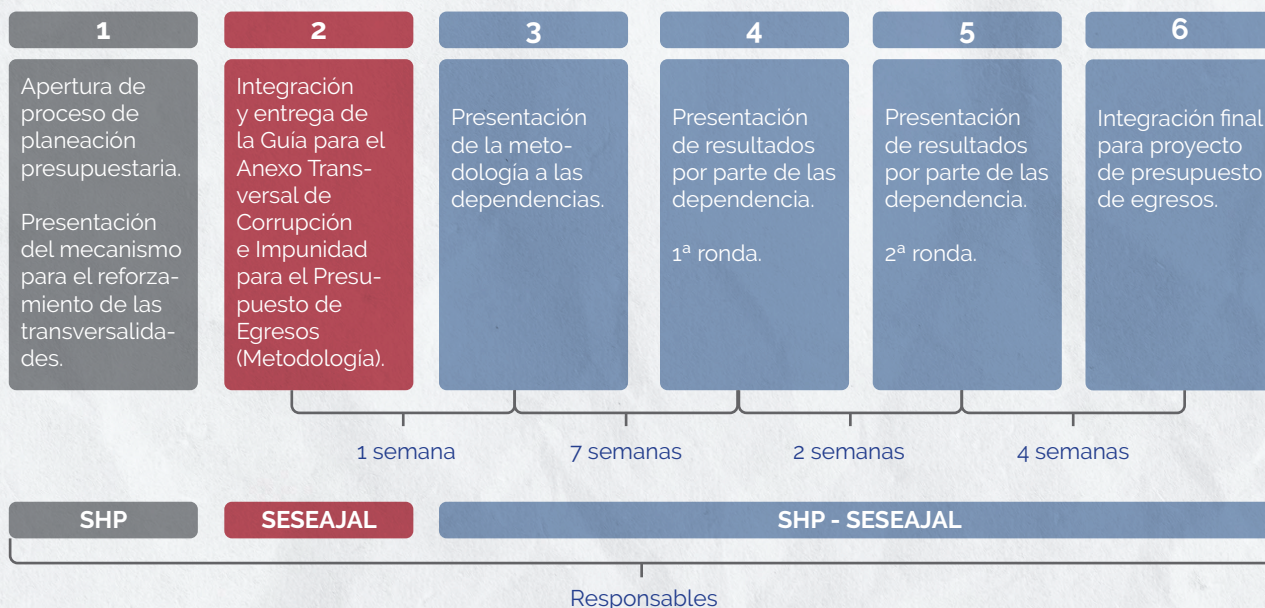 1
Apertura de
proceso de
planeación
presupuestaria.
Presentación
del mecanismo
para el reforza-
miento de las
transversalida-
des.
2
Integración
y entrega de
la Guía para el
Anexo Trans-
versal de
Corrupción
e Impunidad
para el Presu-
puesto de
Egresos
(Metodología).
3
Presentación
de la meto-
dología a las
dependencias.
4
Presentación
de resultados
por parte de las
dependencia.
1ª ronda.
5
Presentación
de resultados
por parte de las
dependencia.
2ª ronda.
6
Integración final
para proyecto
de presupuesto
de egresos.
1 semana
7 semanas
2 semanas
4 semanas
SHP
SESEAJAL
SHP - SESEAJAL
Responsables